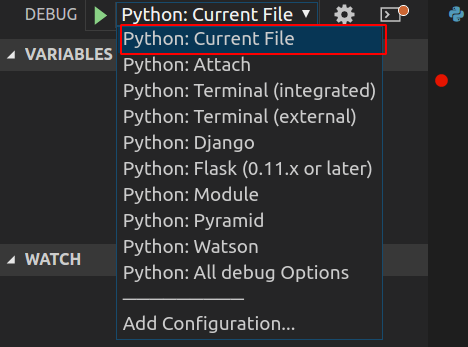 DEBUG Python: Current File
Python: Current File
VARIABLES
Python: Attach
Python: Terminal (integrated)
Python: Terminal (external)
Python: Django
Python: Flask (0.11.x or later)
Python: Module
Python: Pyramid
Python: Watson
WATCH
Python: All debug Options
Add Configuration...